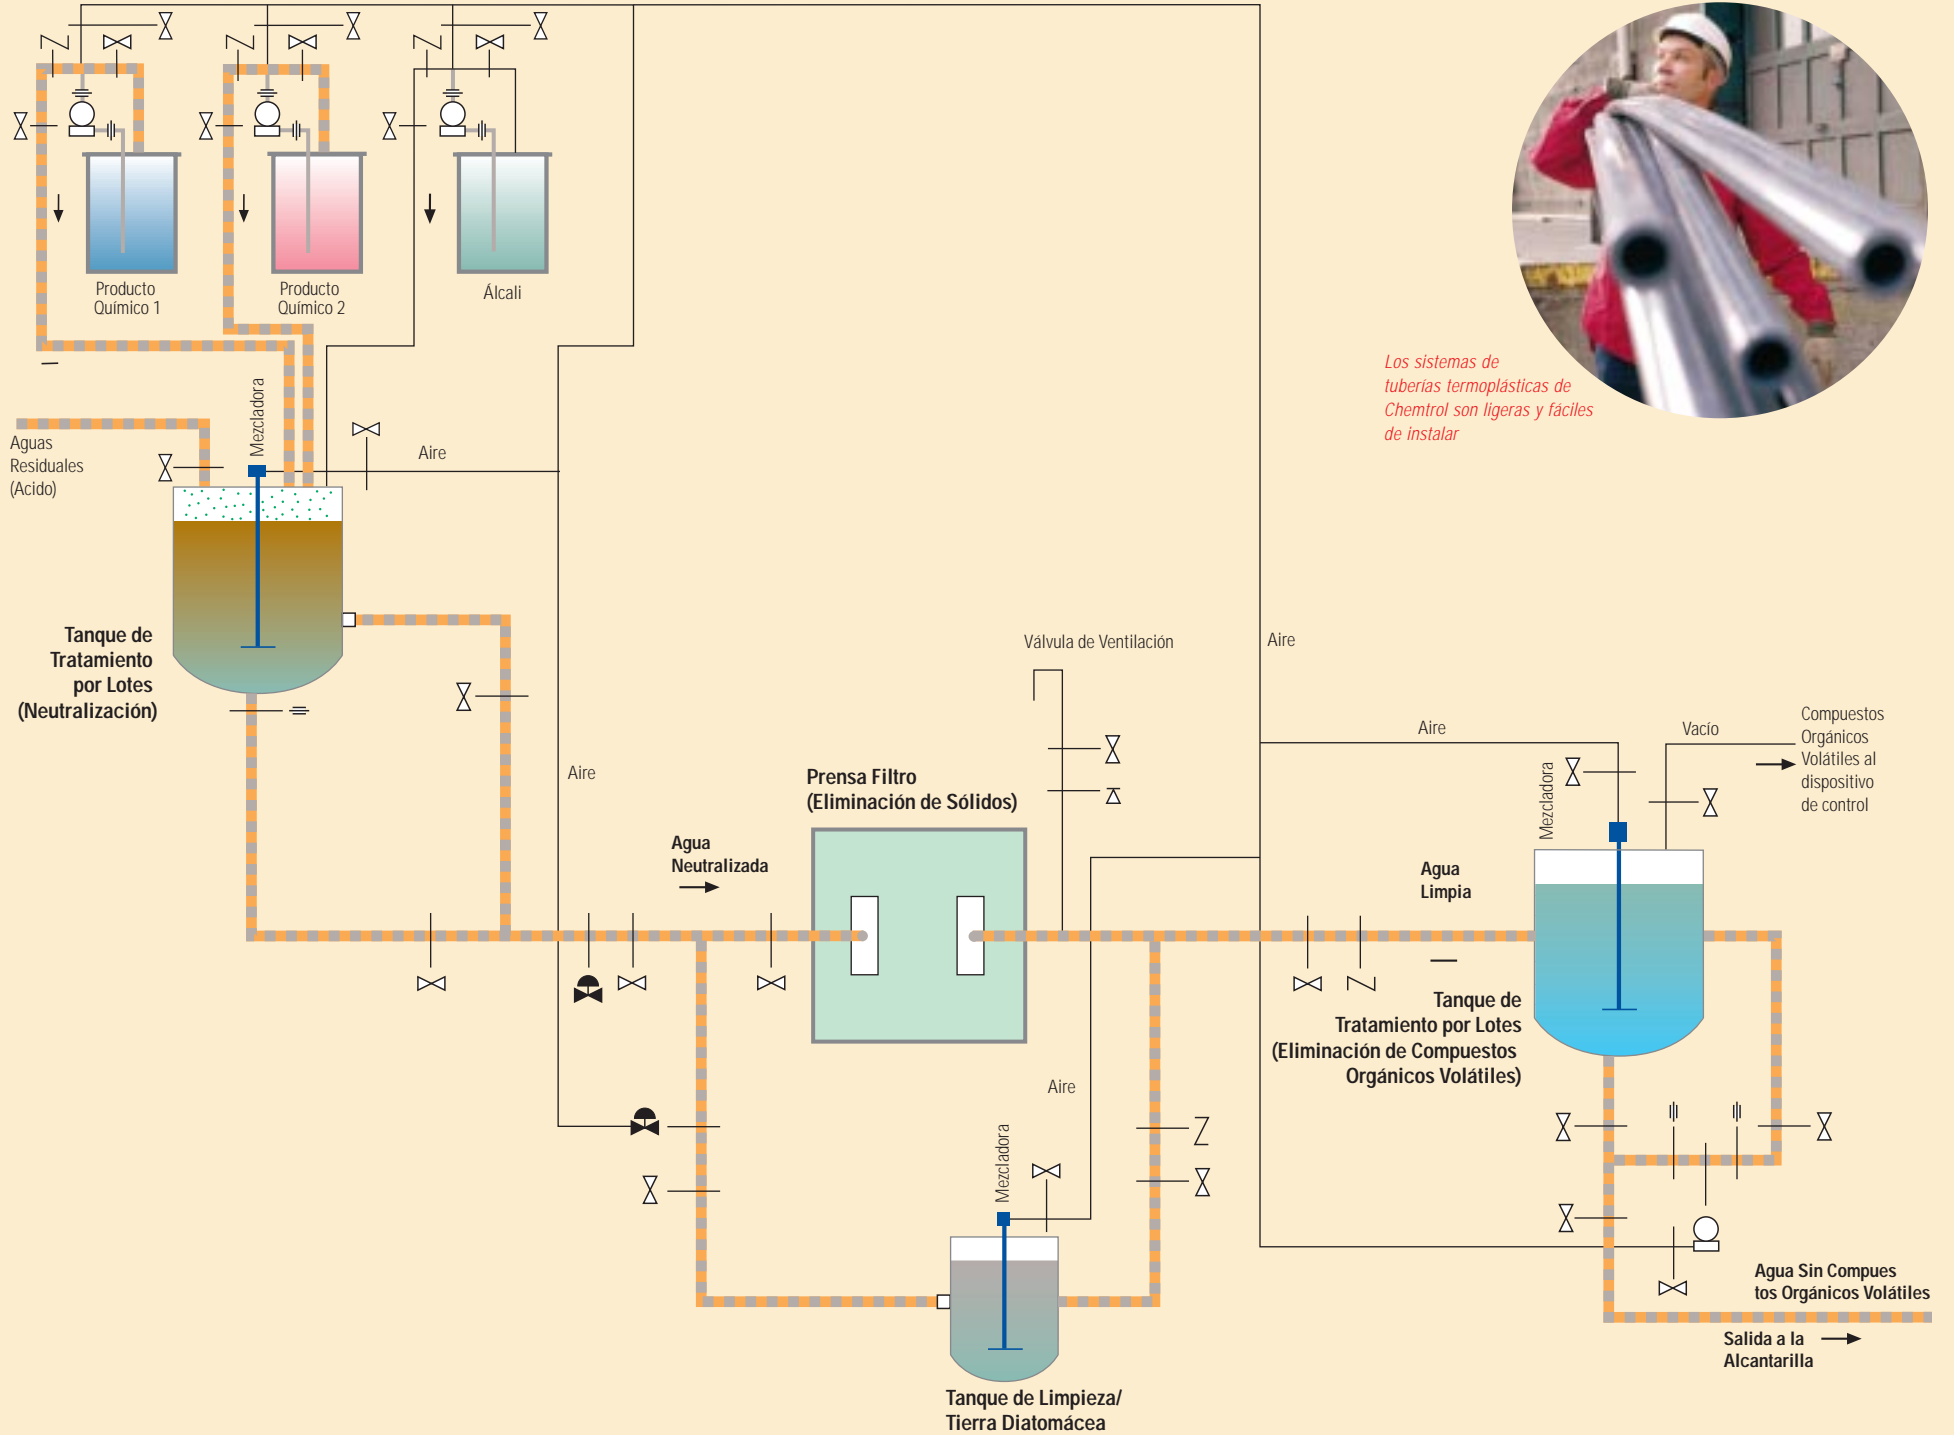 Producto
Químico 1
Producto
Químico 2
Álcali
Los sistemas de
tuberías termoplásticas de
Chemtrol son ligeras y fáciles
de instalar
Mezcladora
Aguas
Residuales
(Acido)
Aire
Tanque de
Tratamiento
por Lotes
(Neutralización)
Válvula de Ventilación
Aire
Aire
Vacío
Compuestos
Orgánicos
Volátiles al
dispositivo
de control
Aire
Prensa Filtro
(Eliminación de Sólidos)
Mezcladora
Agua
Neutralizada
Agua
Limpia
Tanque de
Tratamiento por Lotes
(Eliminación de Compuestos
Orgánicos Volátiles)
Aire
Mezcladora
Agua Sin Compues
tos Orgánicos Volátiles
Salida a la
Alcantarilla
Tanque de Limpieza/
Tierra Diatomácea